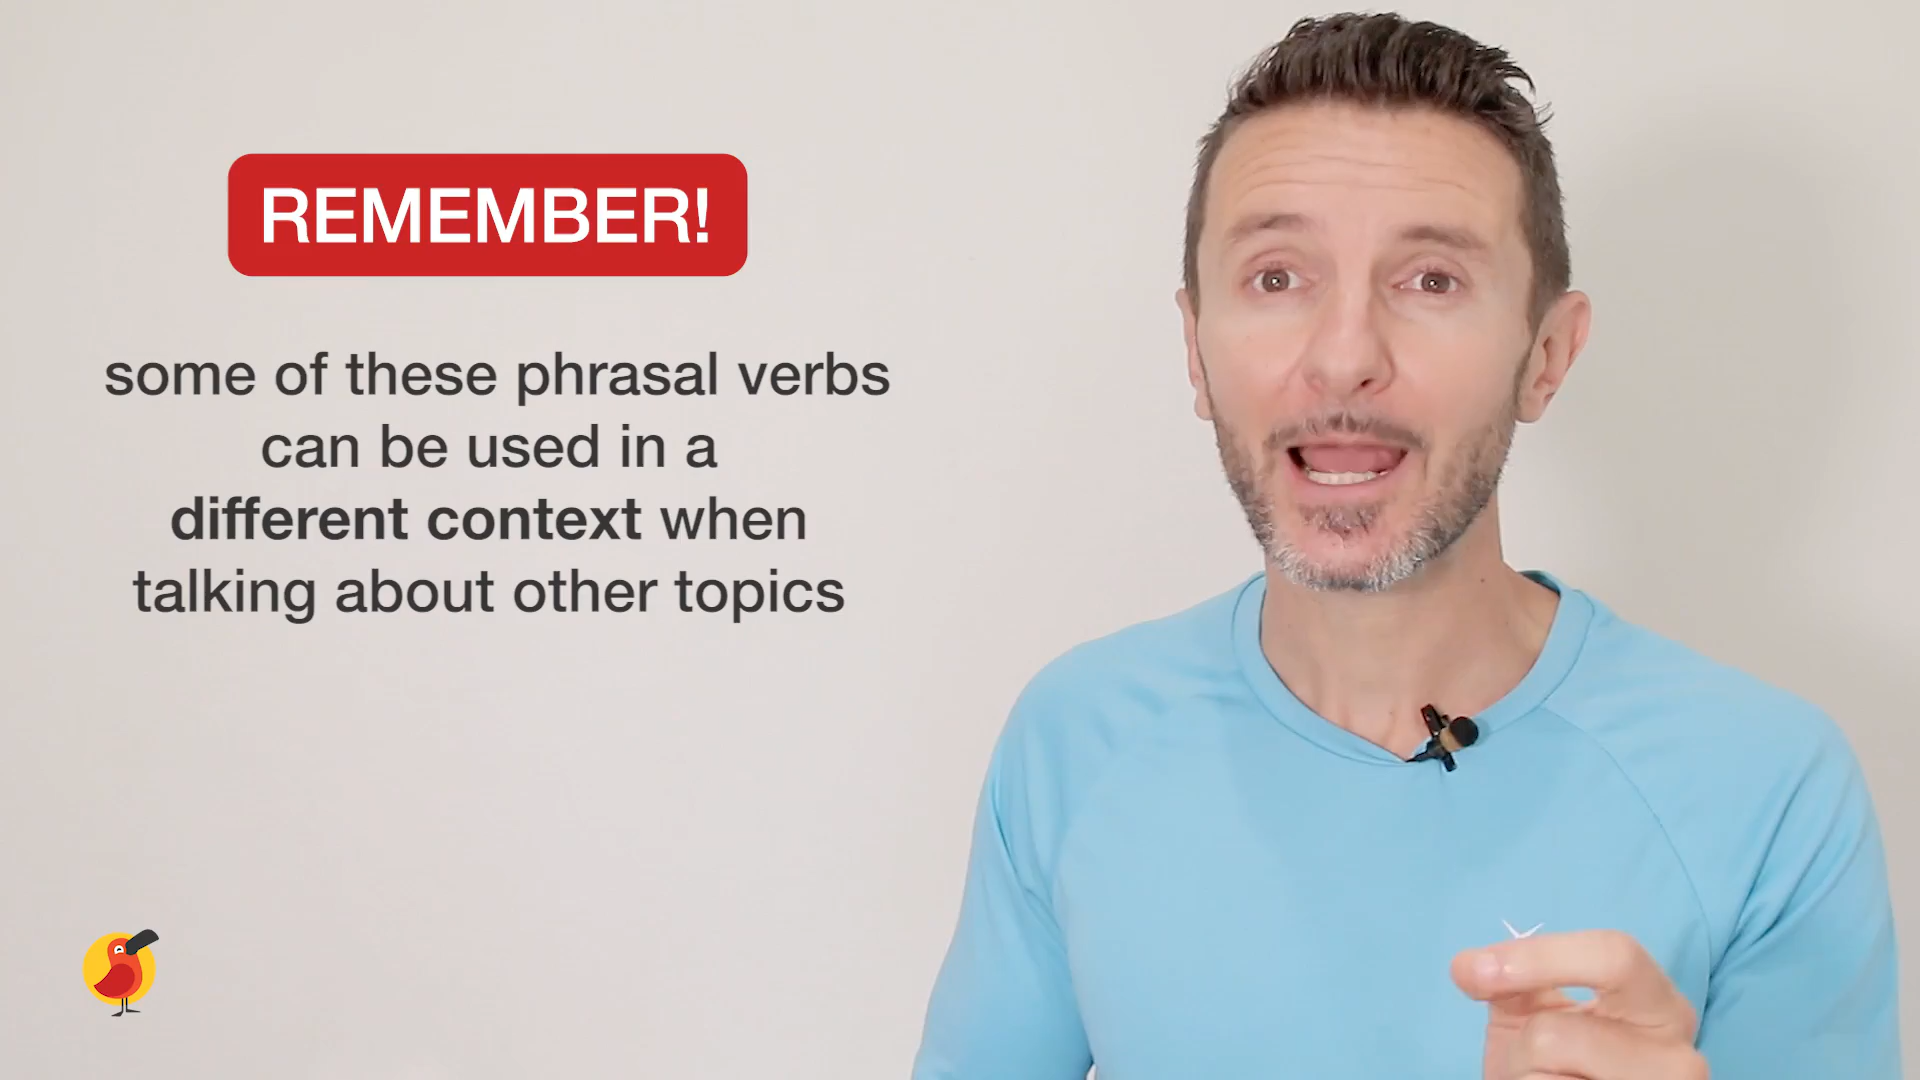 REMEMBER!
some of these phrasal verbs
can be used in a
different context when
talking about other topics